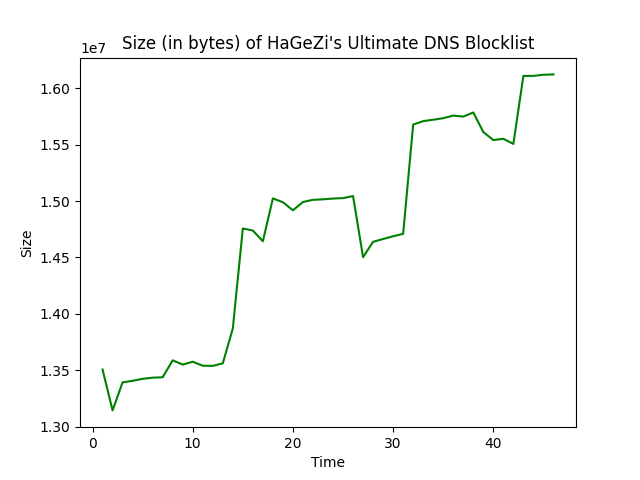 Size (in bytes) of HaGeZi's Ultimate DNS Blocklist
1e7
1.60
1.55
1.50
1.45
1.40
1.35
1.30
Size
0 10 20 30 40
Time